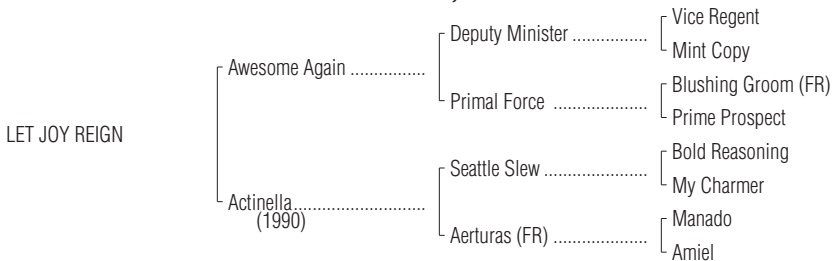 Vice Regent
Deputy Minister ................
Mint Copy
Awesome Again ................
Blushing Groom (FR)
Primal Force ....................
Prime Prospect
LET JOY REIGN
Bold Reasoning
Seattle Slew ......................
My Charmer
Actinella............................
(1990)
Manado
Aerturas (FR) ....................
Amiel